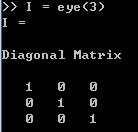 >> I = eye(3)
I =
Diagonal Matrix
1 0 0
0 1 0
0 0 1